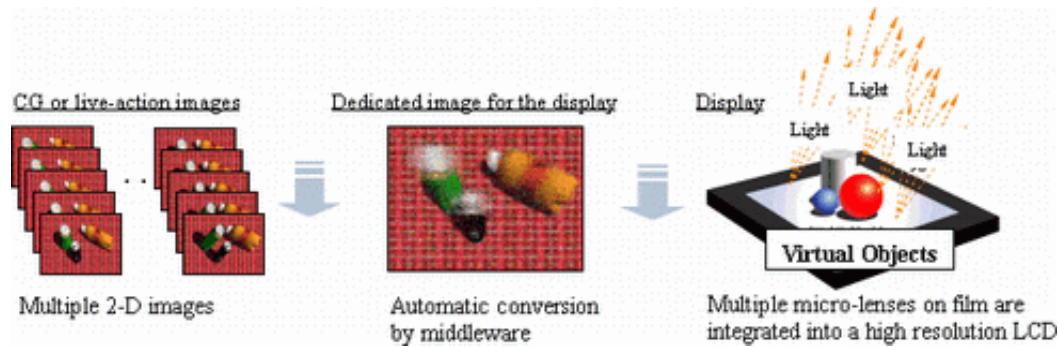 CG or live-action images
Dedicated image for the display
Display
Light
Light
Light
Virtual Objects
Multiple 2-D images
Automatic conversion
by middleware
Multiple micro-lenses on film are
integrated into a high resolution LCD